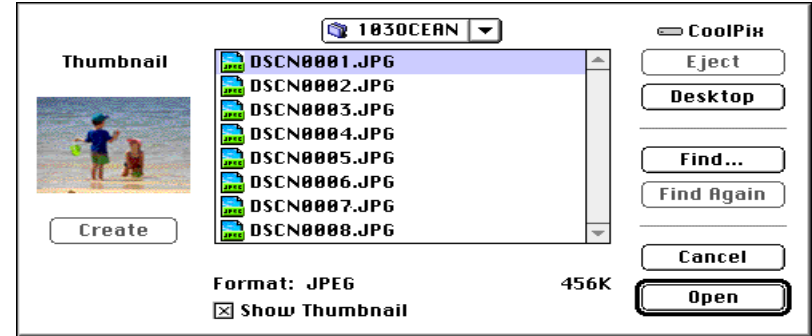 103OCEAN
CoolPix
Thumbnail
DSCN0001.JPG
DSCN0002.JPG
DSCN0003.JPG
DSCN0004.JPG
DSCN0005.JPG
DSCN0006.JPG
DSCN0007.JPG
DSCN0008.JPG
Create
Eject
Desktop
Find...
Find Again
Cancel
Open
Format: JPEG 456K
Show Thumbnail